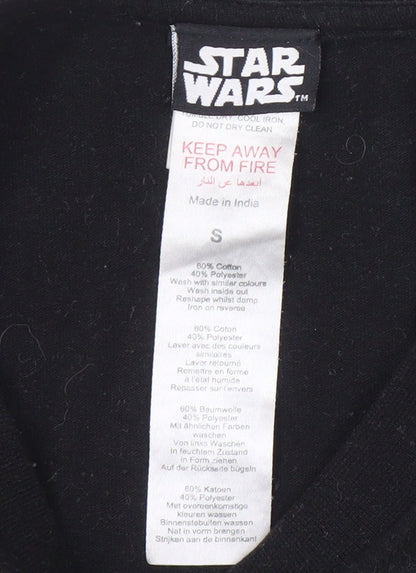 STAR
WARS TM
TUMBLE DRY, COOL IRON,
DO NOT DRY CLEAN
KEEP AWAY
FROM FIRE
أبعدها عن النار
Made in India
S
60% Cotton
40% Polyester
Wash with similar colours
Wash inside out
Reshape whilst damp
Iron on reverse
60% Coton
40% Polyester
Laver avec des couleurs
similaires
Laver retourné
Remettre en forme
à l'état humide
Repasser sur l'envers
60% Baumwolle
40% Polyester
Mit ähnlichen Farben
waschen
Von links Waschen
In feuchtem Zustand
in Form ziehen
Auf der Rückseite bügeln
60% Katoen
40% Polyester
Met overeenkomstige
kleuren wassen
Binnenstebuiten wassen
Nat in vorm brengen
Strijken aan de binnenkant